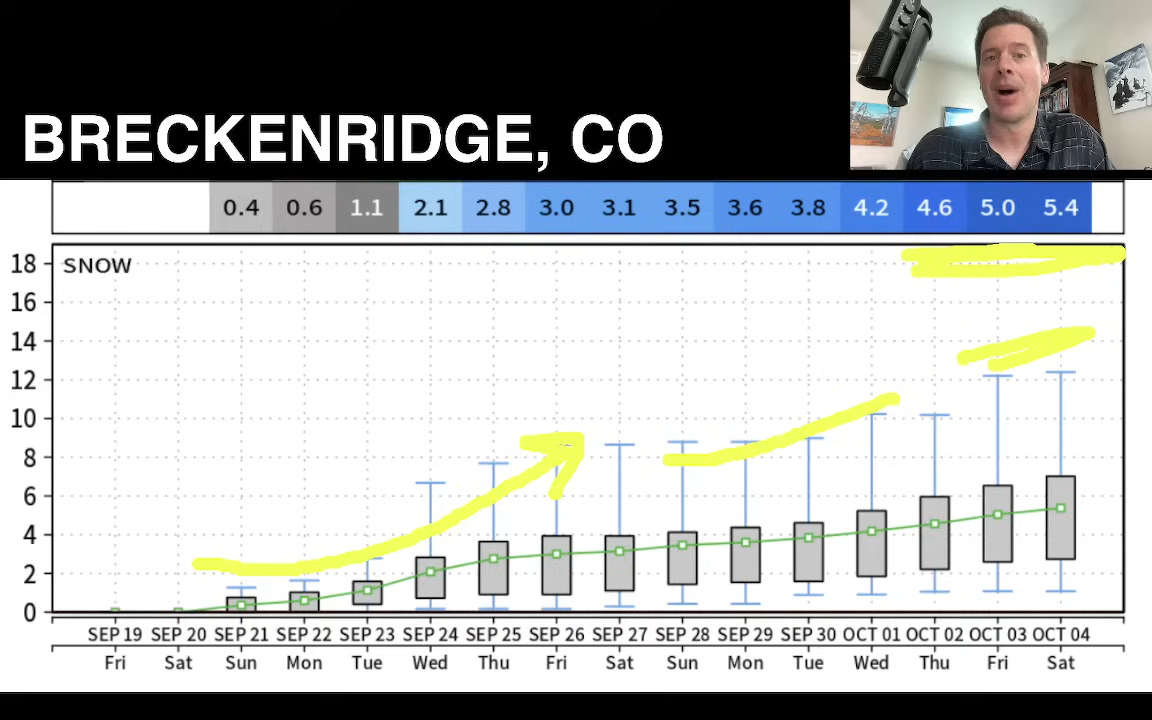 BRECKENRIDGE, CO
0.4 0.6 1.1 2.1 2.8 3.0 3.1 3.5 3.6 3.8 4.2 4.6 5.0 5.4
SNOW
18
16
14
12
10
8
6
4
2
0
SEP 19 SEP 20 SEP 21 SEP 22 SEP 23 SEP 24 SEP 25 SEP 26 SEP 27 SEP 28 SEP 29 SEP 30 OCT 01 OCT 02 OCT 03 OCT 04
Fri Sat Sun Mon Tue Wed Thu Fri Sat Sun Mon Tue Wed Thu Fri Sat